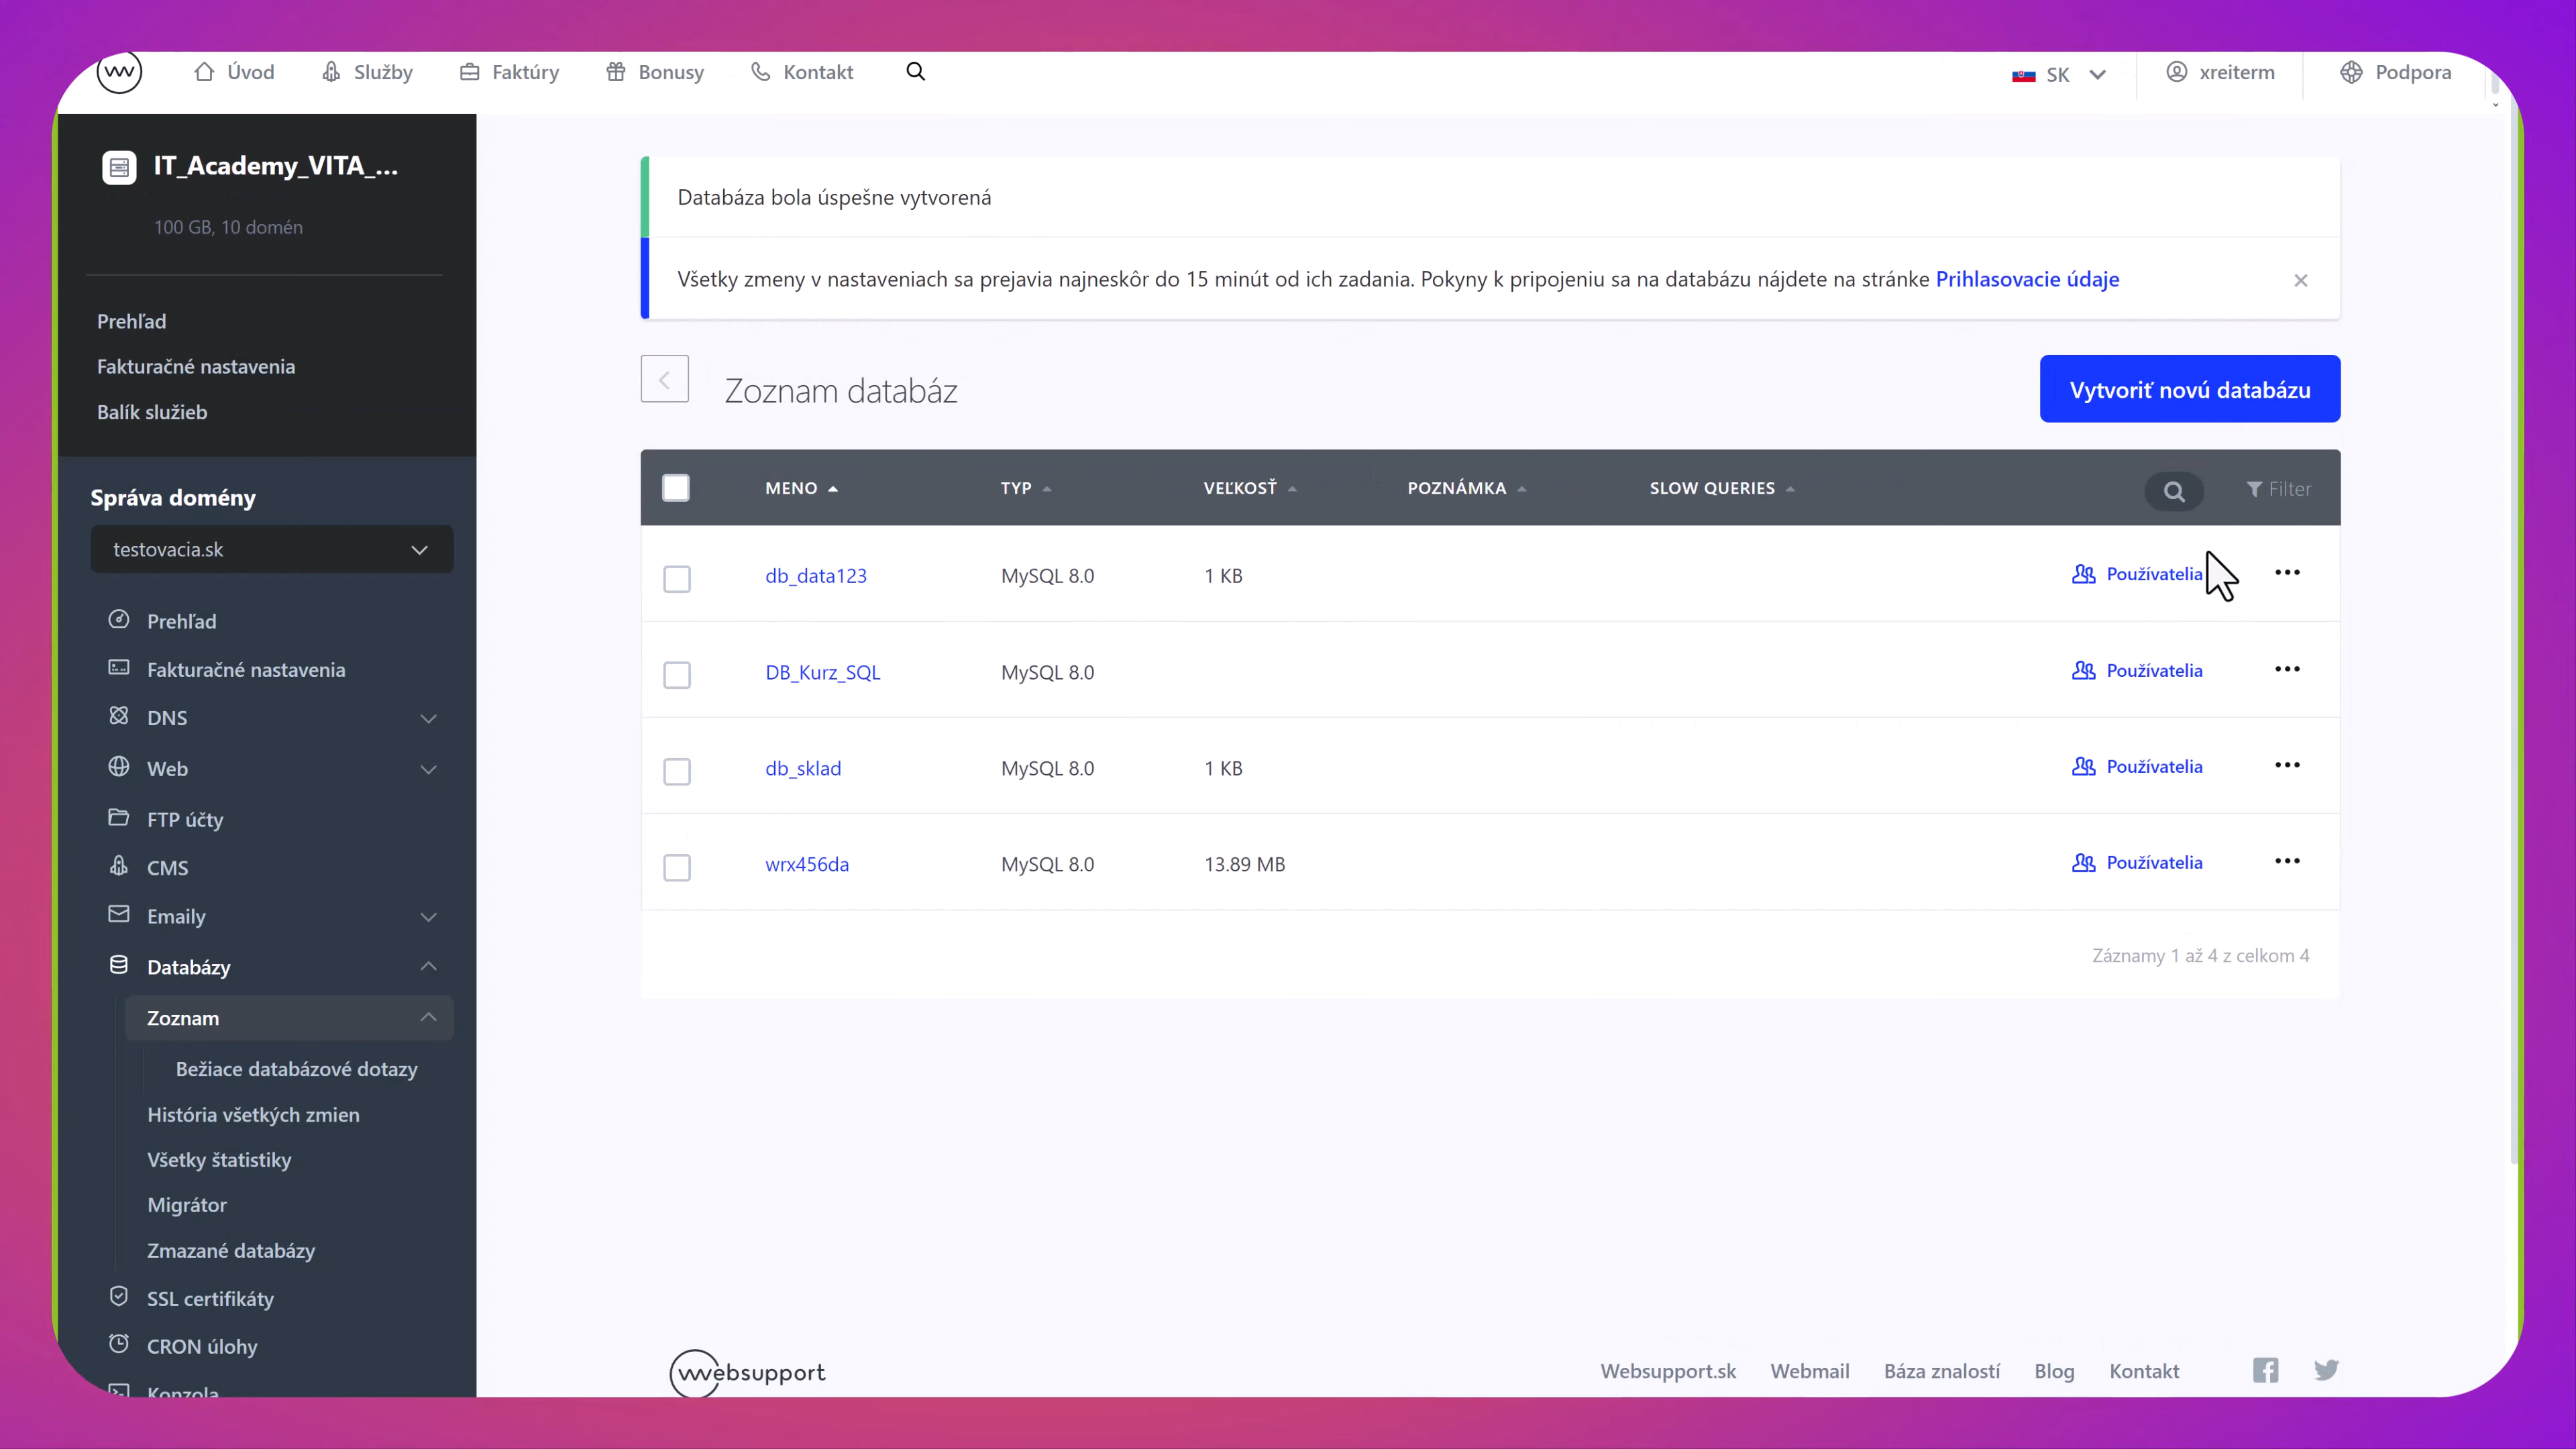 Úvod Služby Faktúry Bonusy Kontakt SK xreiterm Podpora
IT_Academy_VITA_...
100 GB, 10 domén
Prehľad
Fakturačné nastavenia
Balík služieb
Správa domény
testovacia.sk
Prehľad
Fakturačné nastavenia
DNS
Web
FTP účty
CMS
Emaily
Databázy
Zoznam
Bežiace databázové dotazy
História všetkých zmien
Všetky štatistiky
Migrátor
Zmazané databázy
SSL certifikáty
CRON úlohy
Konzola
Databáza bola úspešne vytvorená
Všetky zmeny v nastaveniach sa prejavia najneskôr do 15 minút od ich zadania. Pokyny k pripojeniu sa na databázu nájdete na stránke Prihlasovacie údaje
Zoznam databáz
Vytvoriť novú databázu
MENO TYP VEĽKOSŤ POZNÁMKA SLOW QUERIES Filter
db_data123 MySQL 8.0 1 KB Používatelia
DB_Kurz_SQL MySQL 8.0 Používatelia
db_sklad MySQL 8.0 1 KB Používatelia
wrx456da MySQL 8.0 13.89 MB Používatelia
Záznamy 1 až 4 z celkom 4
websupport
Websupport.sk Webmail Báza znalostí Blog Kontakt